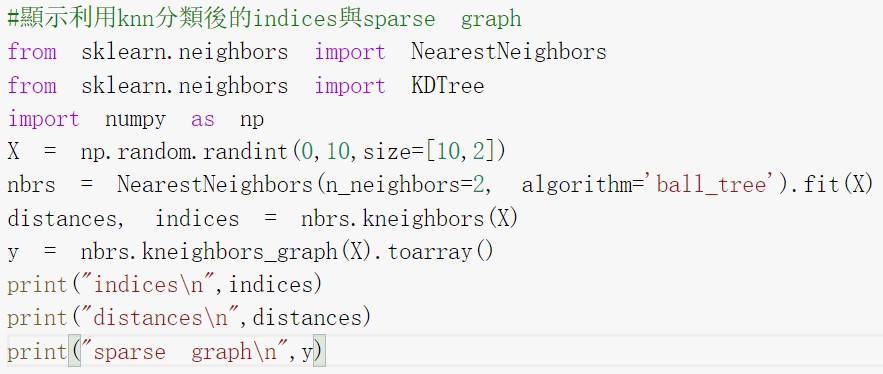 #顯示利用knn分類後的indices與sparse graph
from sklearn.neighbors import NearestNeighbors
from sklearn.neighbors import KDTree
import numpy as np
X = np.random.randint(0,10,size=[10,2])
nbrs = NearestNeighbors(n_neighbors=2, algorithm='ball_tree').fit(X)
distances, indices = nbrs.kneighbors(X)
y = nbrs.kneighbors_graph(X).toarray()
print("indices\n",indices)
print("distances\n",distances)
print("sparse graph\n",y)